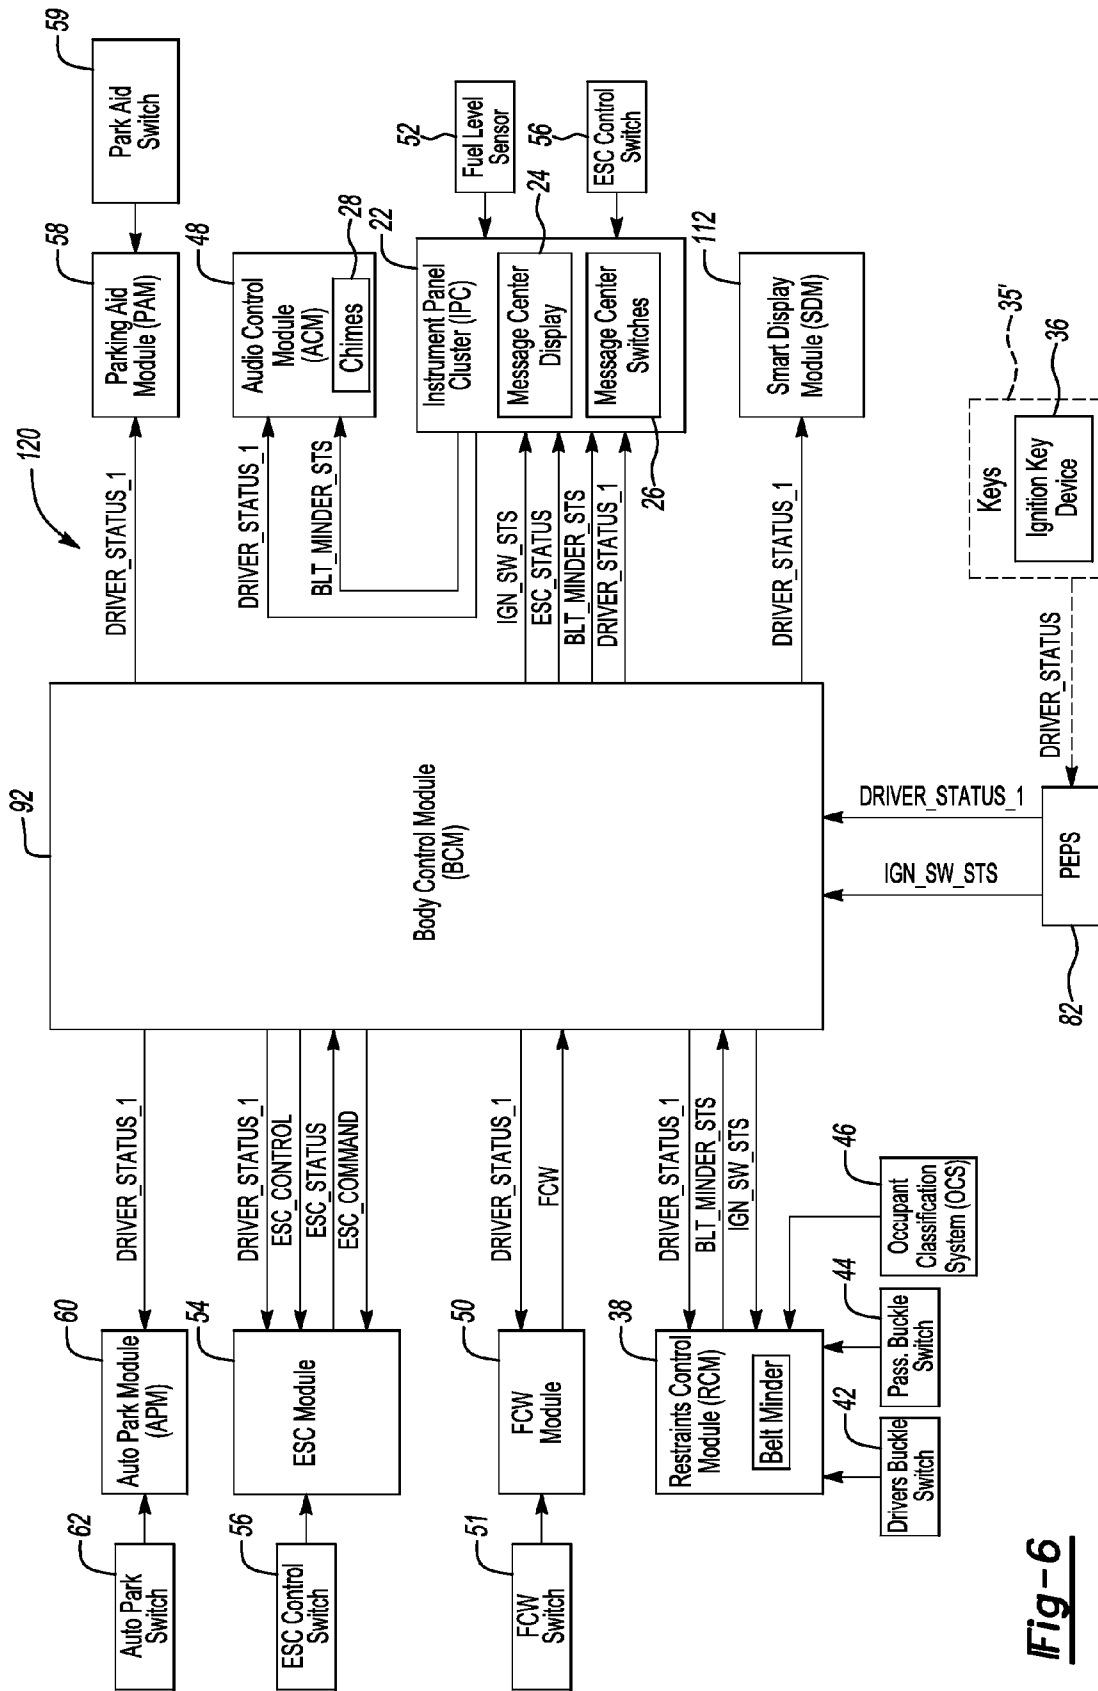 120
62
Auto Park
Switch
60
Auto Park Module
(APM)
DRIVER_STATUS_1
92
Body Control Module
(BCM)
DRIVER_STATUS_1
58
Parking Aid
Module (PAM)
59
Park Aid
Switch
56
ESC Control
Switch
54
ESC Module
DRIVER_STATUS_1
ESC_CONTROL
ESC_STATUS
ESC_COMMAND
DRIVER_STATUS_1
BLT_MINDER_STS
48
Audio Control
Module
(ACM)
28
Chimes
51
FCW
Switch
50
FCW
Module
DRIVER_STATUS_1
FCW
IGN_SW_STS
ESC_STATUS
BLT_MINDER_STS
DRIVER_STATUS_1
22
Instrument Panel
Cluster (IPC)
24
Message Center
Display
26
Message Center
Switches
52
Fuel Level
Sensor
56
ESC Control
Switch
38
Restraints Control
Module (RCM)
Belt Minder
DRIVER_STATUS_1
BLT_MINDER_STS
IGN_SW_STS
DRIVER_STATUS_1
112
Smart Display
Module (SDM)
42
Drivers Buckle
Switch
44
Pass. Buckle
Switch
46
Occupant
Classification
System (OCS)
IGN_SW_STS
DRIVER_STATUS_1
82
PEPS
DRIVER_STATUS
35'
Keys
36
Ignition Key
Device
Fig-6